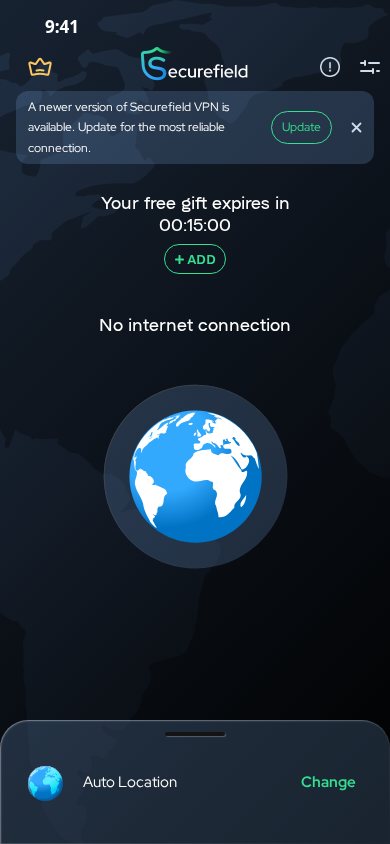 9:41
Securefield
A newer version of Securefield VPN is
available. Update for the most reliable
connection.
Update
Your free gift expires in
00:15:00
+ ADD
No internet connection
Auto Location
Change